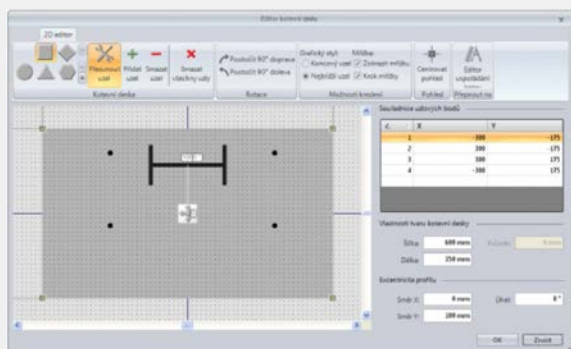 Editor kotevní desky
2D editor
Přesunout uzel
Přidat uzel
Smazat uzel
Smazat všechny uzly
Kotevní deska
Pootočit 90° doprava
Pootočit 90° doleva
Rotace
Grafický styl:
Koncový uzel
Nejbližší uzel
Mřížka:
Zobrazit mřížku
Krok mřížky
Možnosti kreslení
Centrovat pohled
Pohled
Editor uspořádání
Přepnout na
Souřadnice uzlových bodů
č. X Y
1 -300 -175
2 300 -175
3 300 175
4 -300 175
Vlastnosti tvaru kotevní desky
Šířka 600 mm
Délka 350 mm
Excentricita profilu
Směr X: 0 mm
Úhel: 0 °
Směr Y: 100 mm
OK
Zrušit